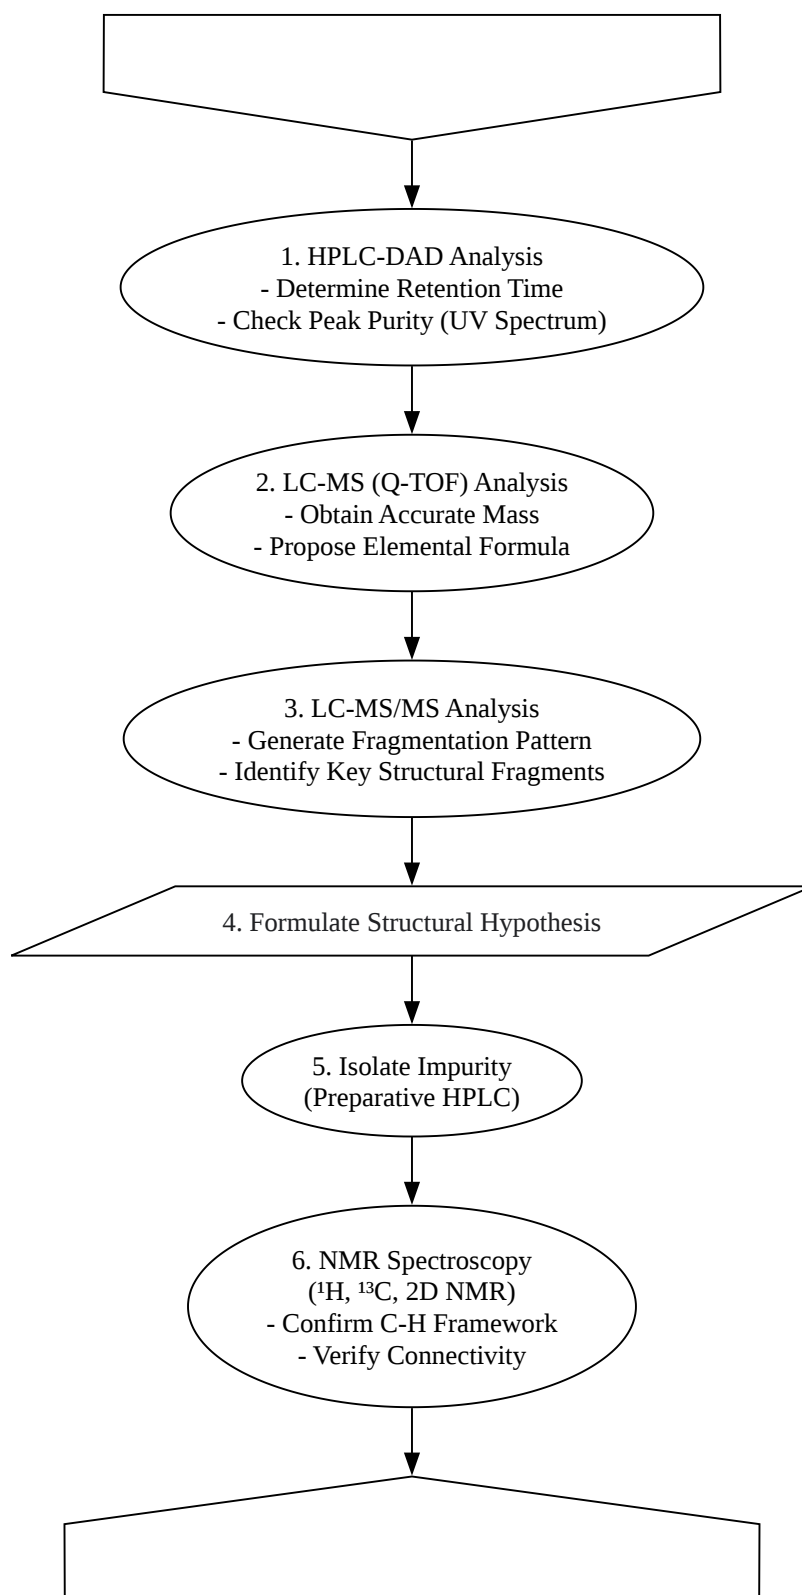 1. HPLC-DAD Analysis
- Determine Retention Time
- Check Peak Purity (UV Spectrum)
2. LC-MS (Q-TOF) Analysis
- Obtain Accurate Mass
- Propose Elemental Formula
3. LC-MS/MS Analysis
- Generate Fragmentation Pattern
- Identify Key Structural Fragments
4. Formulate Structural Hypothesis
5. Isolate Impurity
(Preparative HPLC)
6. NMR Spectroscopy
(¹H, ¹³C, 2D NMR)
- Confirm C-H Framework
- Verify Connectivity